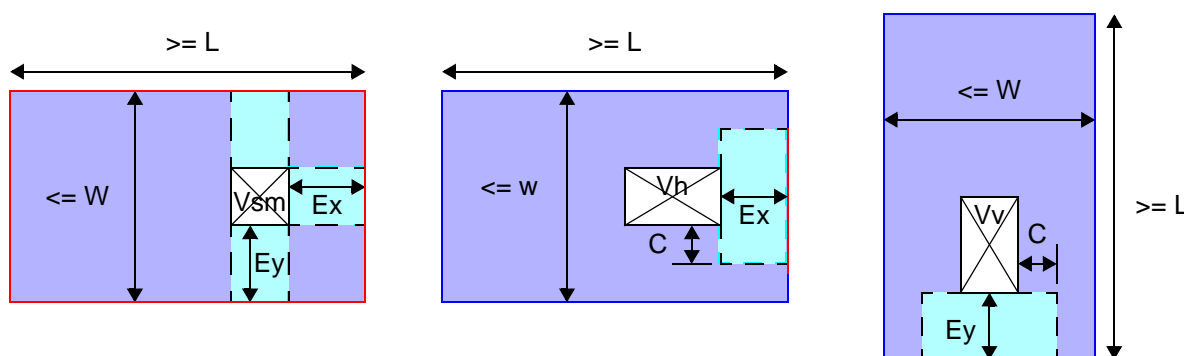 >= L
<= W
Vsm
Ex
Ey
>= L
<= w
Vh
Ex
C
<= W
>= L
Vv
C
Ey